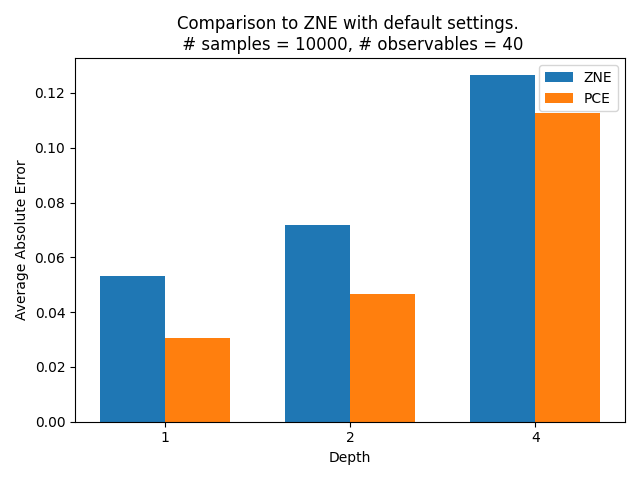 Comparison to ZNE with default settings.
# samples = 10000, # observables = 40
ZNE
PCE
Average Absolute Error
0.12
0.10
0.08
0.06
0.04
0.02
0.00
1
2
4
Depth